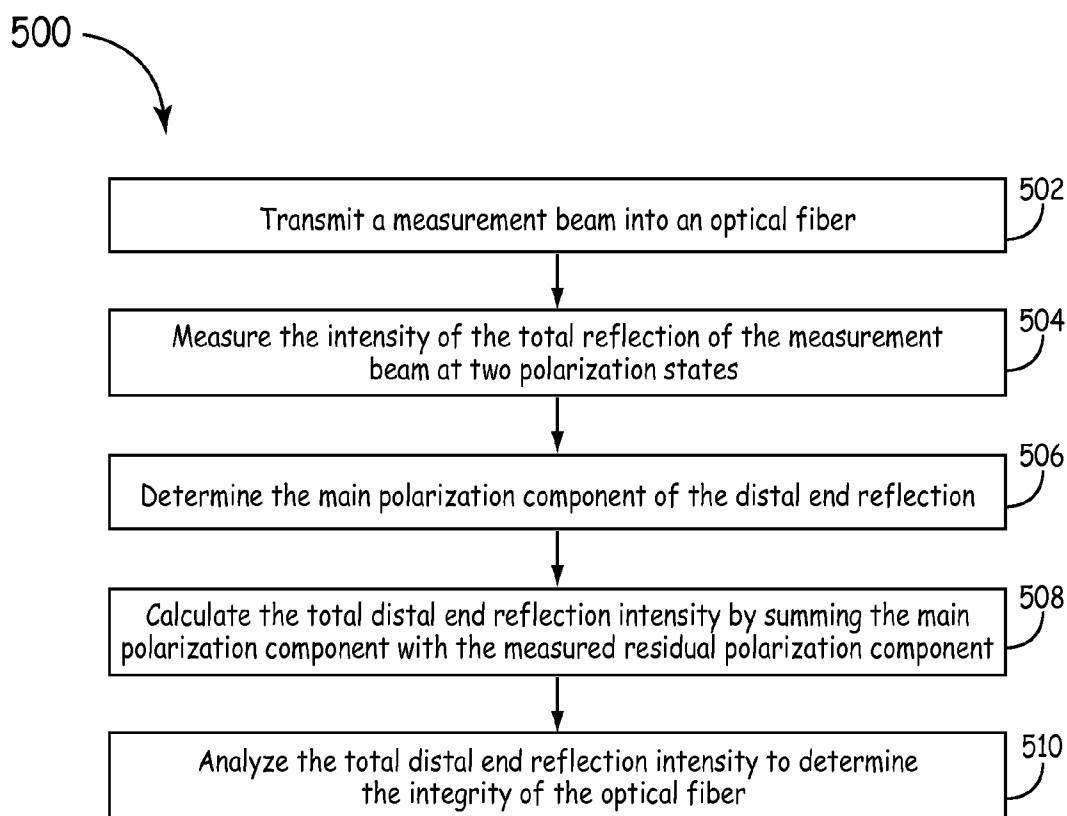 500
502
Transmit a measurement beam into an optical fiber
504
Measure the intensity of the total reflection of the measurement
beam at two polarization states
506
Determine the main polarization component of the distal end reflection
508
Calculate the total distal end reflection intensity by summing the main
polarization component with the measured residual polarization component
510
Analyze the total distal end reflection intensity to determine
the integrity of the optical fiber